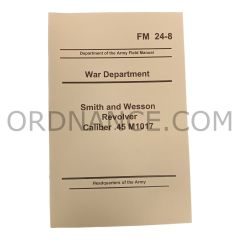 FM 24-8
Department of the Army Field Manual
War Department
Smith and Wesson
Revolver
Caliber .45 M1017
ORDNANCE.COM
Headquarters of the Army